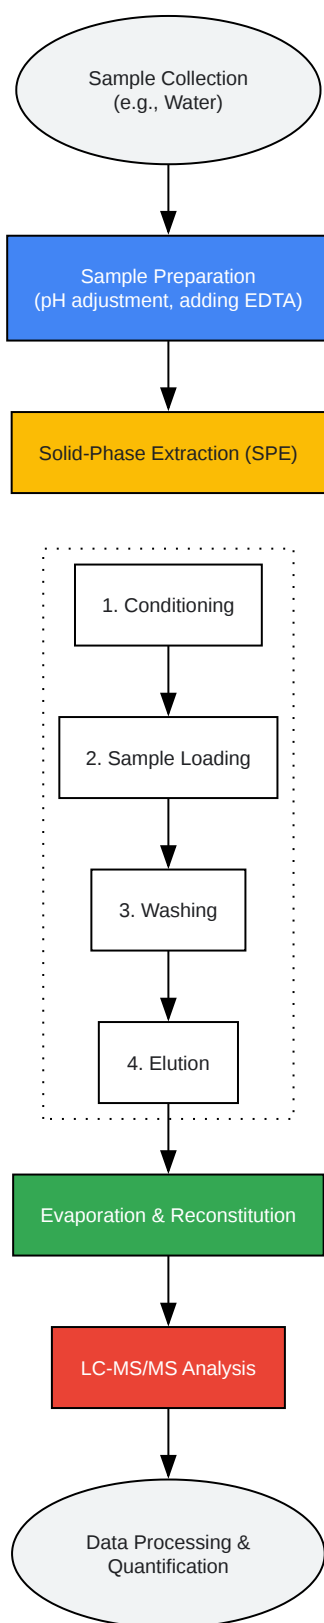 Sample Collection
(e.g., Water)
Sample Preparation
(pH adjustment, adding EDTA)
Solid-Phase Extraction (SPE)
1. Conditioning
2. Sample Loading
3. Washing
4. Elution
Evaporation & Reconstitution
LC-MS/MS Analysis
Data Processing &
Quantification